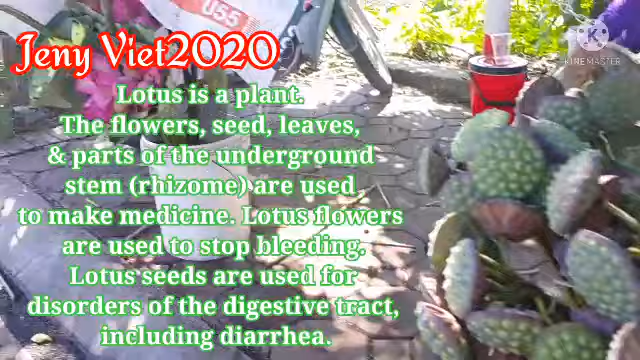 U55
Jeny Viet2020
KINEMASTER
Lotus is a plant.
The flowers, seed, leaves,
& parts of the underground
stem (rhizome) are used
to make medicine. Lotus flowers
are used to stop bleeding.
Lotus seeds are used for
disorders of the digestive tract,
including diarrhea.